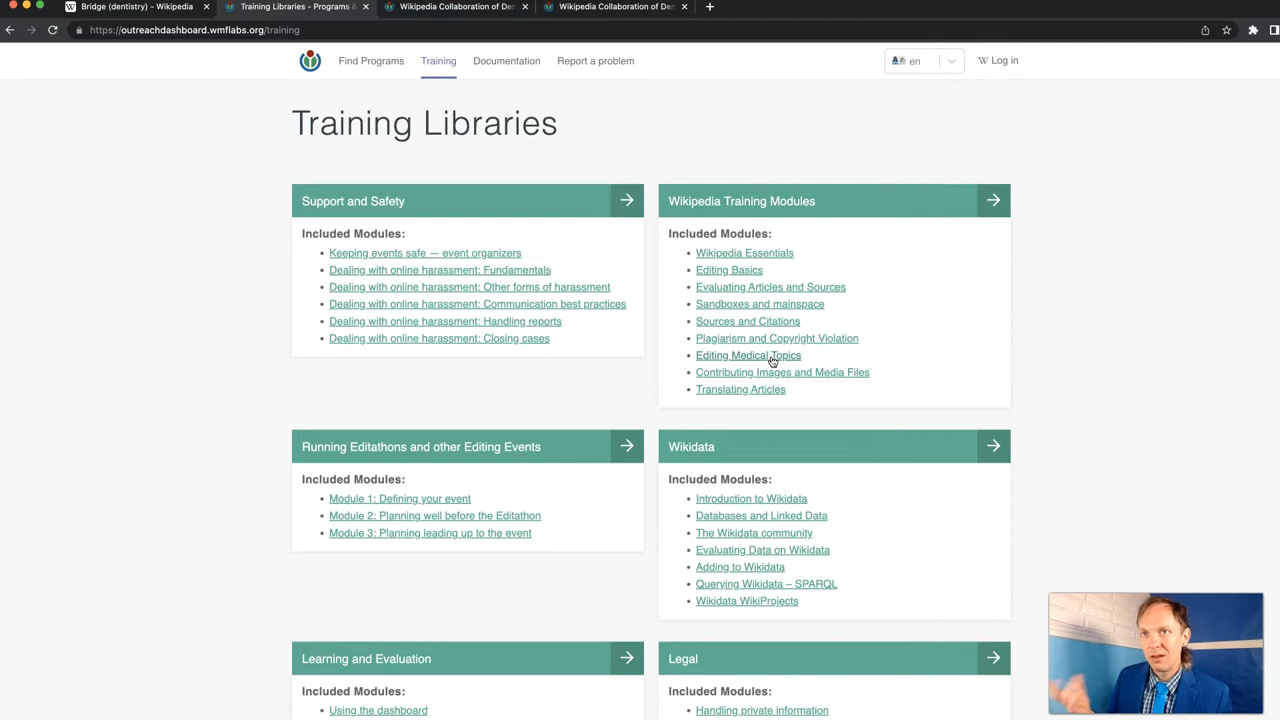 Bridge (dentistry) - Wikipedia
Training Libraries - Programs &
Wikipedia Collaboration of Den
Wikipedia Collaboration of Den
https://outreachdashboard.wmflabs.org/training
Find Programs
Training
Documentation
Report a problem
en
Log in
Training Libraries
Support and Safety
Included Modules:
Keeping events safe — event organizers
Dealing with online harassment: Fundamentals
Dealing with online harassment: Other forms of harassment
Dealing with online harassment: Communication best practices
Dealing with online harassment: Handling reports
Dealing with online harassment: Closing cases
Wikipedia Training Modules
Included Modules:
Wikipedia Essentials
Editing Basics
Evaluating Articles and Sources
Sandboxes and mainspace
Sources and Citations
Plagiarism and Copyright Violation
Editing Medical Topics
Contributing Images and Media Files
Translating Articles
Running Editathons and other Editing Events
Included Modules:
Module 1: Defining your event
Module 2: Planning well before the Editathon
Module 3: Planning leading up to the event
Wikidata
Included Modules:
Introduction to Wikidata
Databases and Linked Data
The Wikidata community
Evaluating Data on Wikidata
Adding to Wikidata
Querying Wikidata – SPARQL
Wikidata WikiProjects
Learning and Evaluation
Included Modules:
Using the dashboard
Legal
Included Modules:
Handling private information